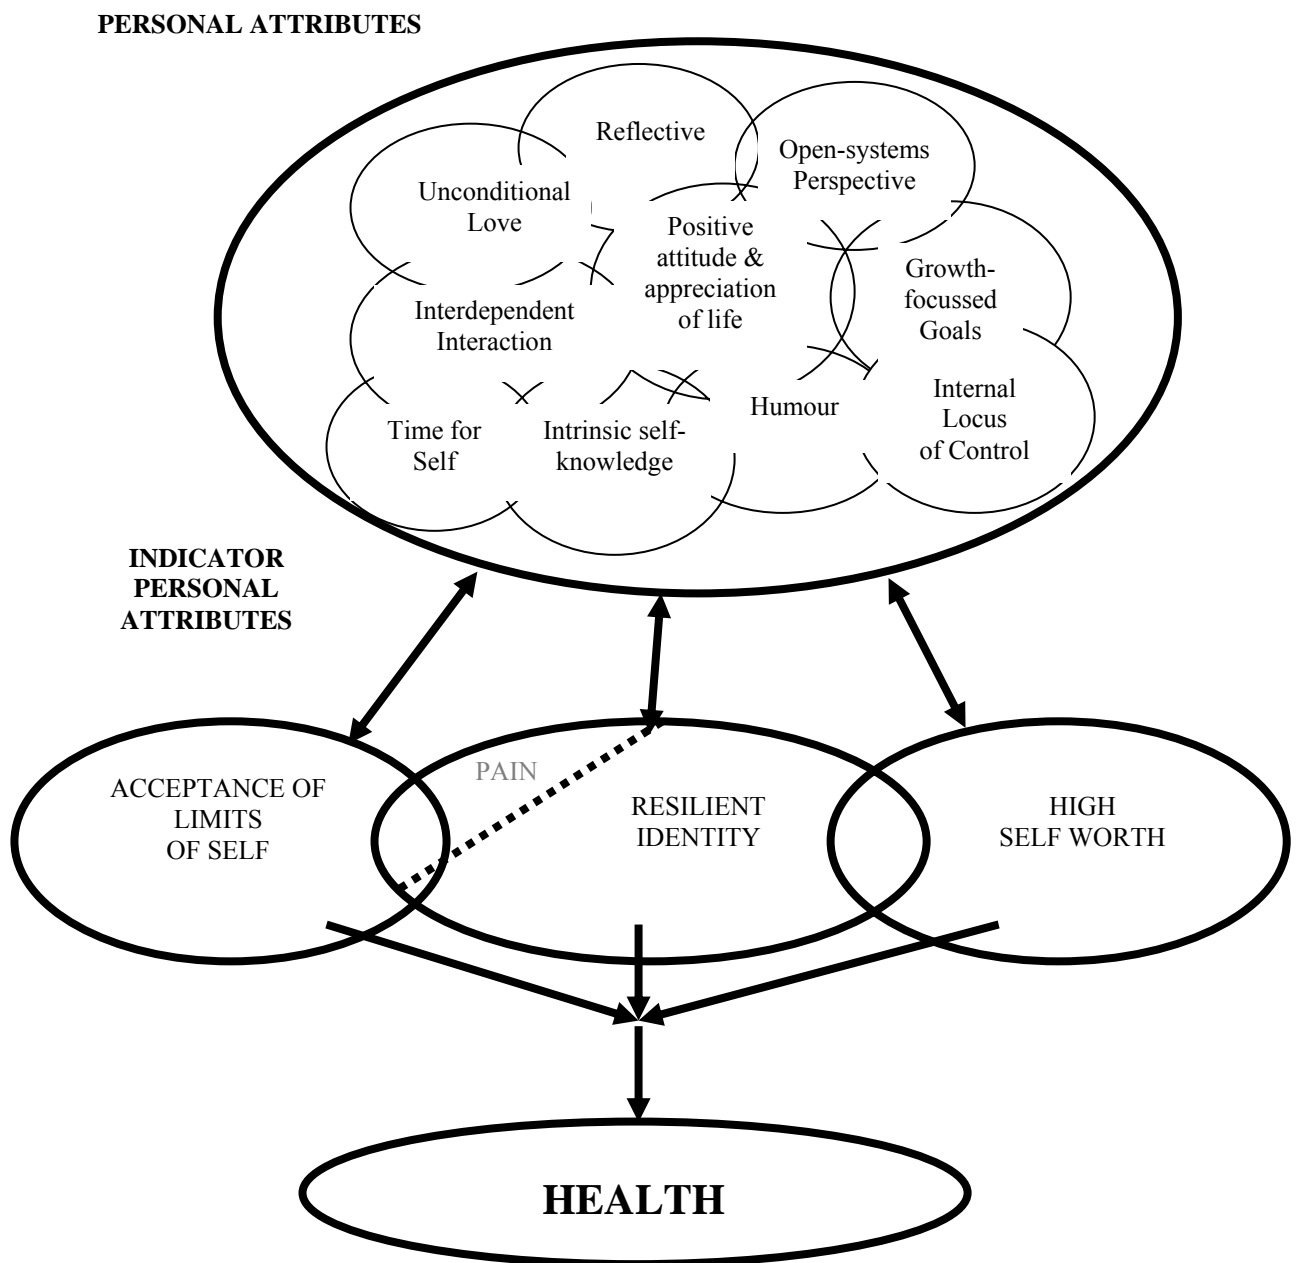 PERSONAL ATTRIBUTES
Reflective
Open-systems
Perspective
Unconditional
Love
Positive
attitude &
appreciation
of life
Growth-
focussed
Goals
Interdependent
Interaction
Internal
Locus
of Control
Humour
Time for
Self
Intrinsic self-
knowledge
INDICATOR
PERSONAL
ATTRIBUTES
PAIN
ACCEPTANCE OF
LIMITS
OF SELF
RESILIENT
IDENTITY
HIGH
SELF WORTH
HEALTH